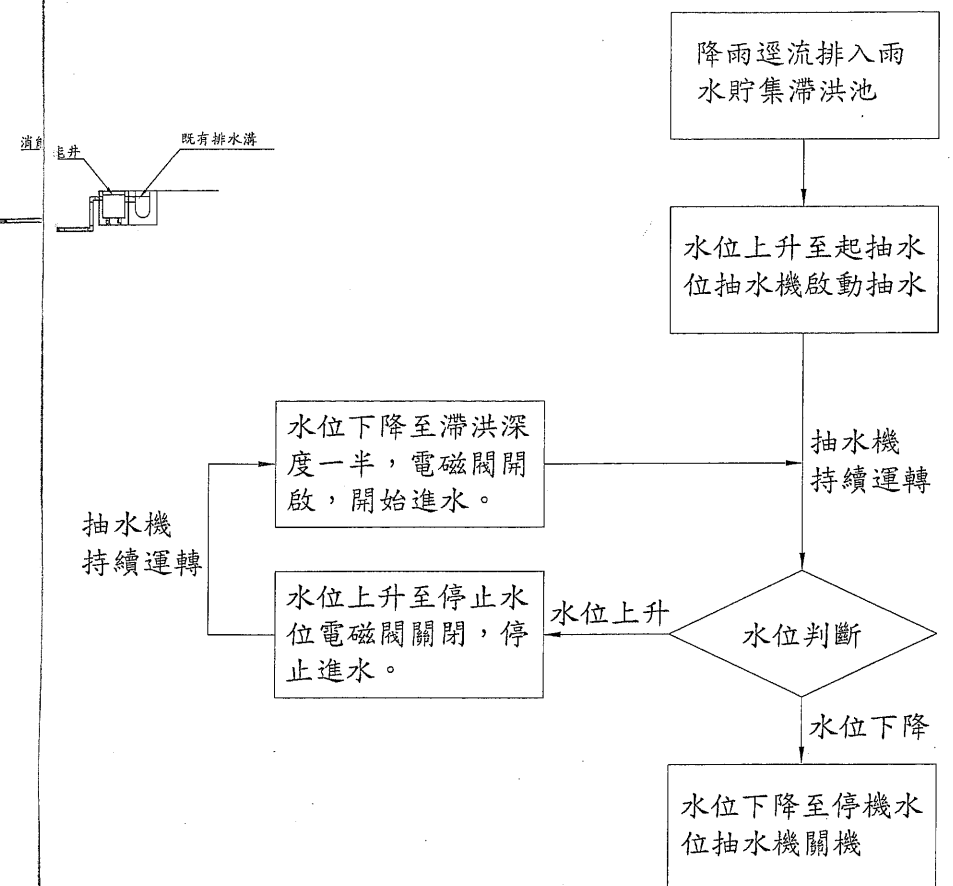 降雨逕流排入雨
水貯集滯洪池
消能井
既有排水溝
水位上升至起抽水
位抽水機啟動抽水
水位下降至滯洪深
度一半，電磁閥開
啟，開始進水。
抽水機
持續運轉
抽水機
持續運轉
水位上升至停止水
位電磁閥關閉，停
止進水。
水位上升
水位判斷
水位下降
水位下降至停機水
位抽水機關機